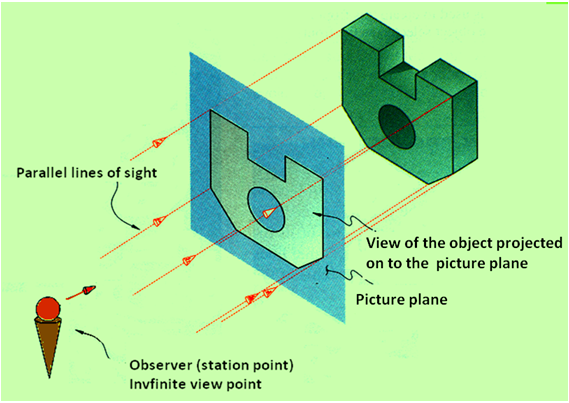 Parallel lines of sight
View of the object projected
on to the picture plane
Picture plane
Observer (station point)
Invfinite view point